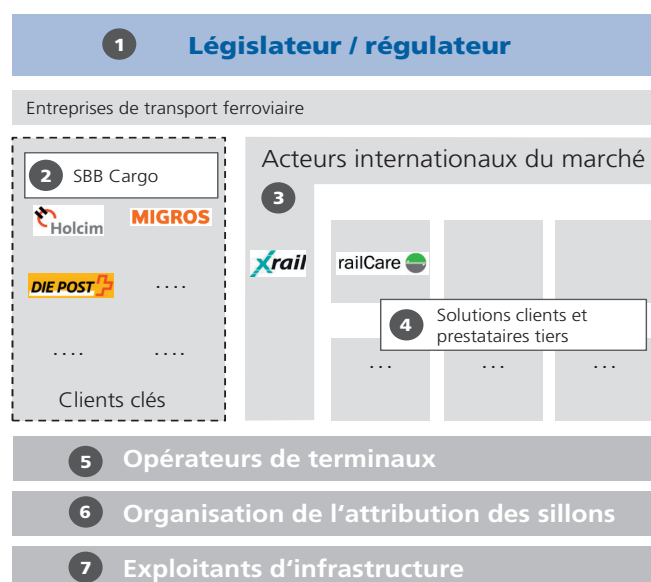 1 Législateur / régulateur
Entreprises de transport ferroviaire
2 SBB Cargo
Holcim MIGROS
DIE POST ....
.... ....
Clients clés
Acteurs internationaux du marché
3
xrail railCare
4 Solutions clients et
prestataires tiers
... ... ...
5 Opérateurs de terminaux
6 Organisation de l‘attribution des sillons
7 Exploitants d‘infrastructure